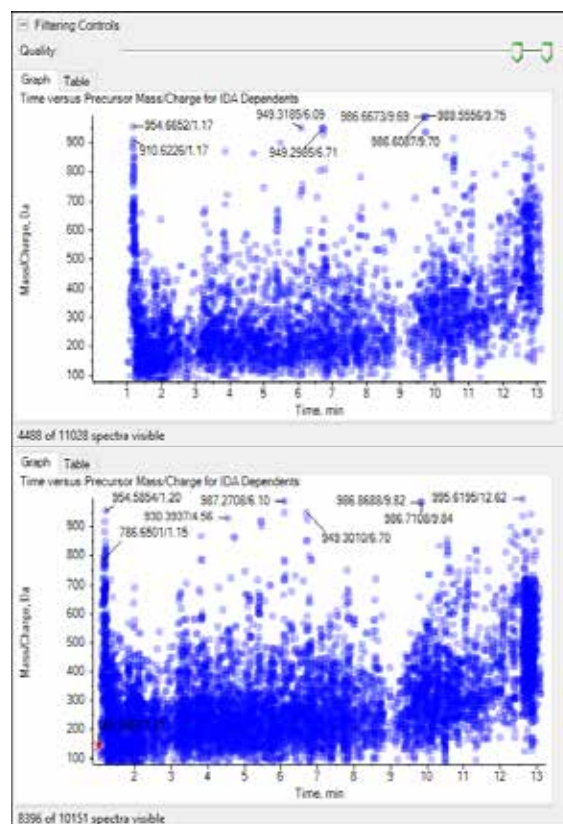 Filtering Controls
Quality:
Graph Table
Time versus Precursor Mass/Charge for IDA Dependents
954.6652/1.17
949.3185/6.09
986.6673/9.69
910.6226/1.17
949.2985/6.71
986.6087/9.70
Mass/Charge, Da
900
800
700
600
500
400
300
200
100
1 2 3 4 5 6 7 8 9 10 11 12 13
Time, min
4488 of 11028 spectra visible
Graph Table
Time versus Precursor Mass/Charge for IDA Dependents
954.5854/1.20
987.2708/6.10
986.8688/9.82
995.6195/12.62
930.3937/4.56
986.7108/9.84
786.6501/1.15
949.3010/6.70
Mass/Charge, Da
900
800
700
600
500
400
300
200
100
2 3 4 5 6 7 8 9 10 11 12 13
Time, min
8396 of 10151 spectra visible